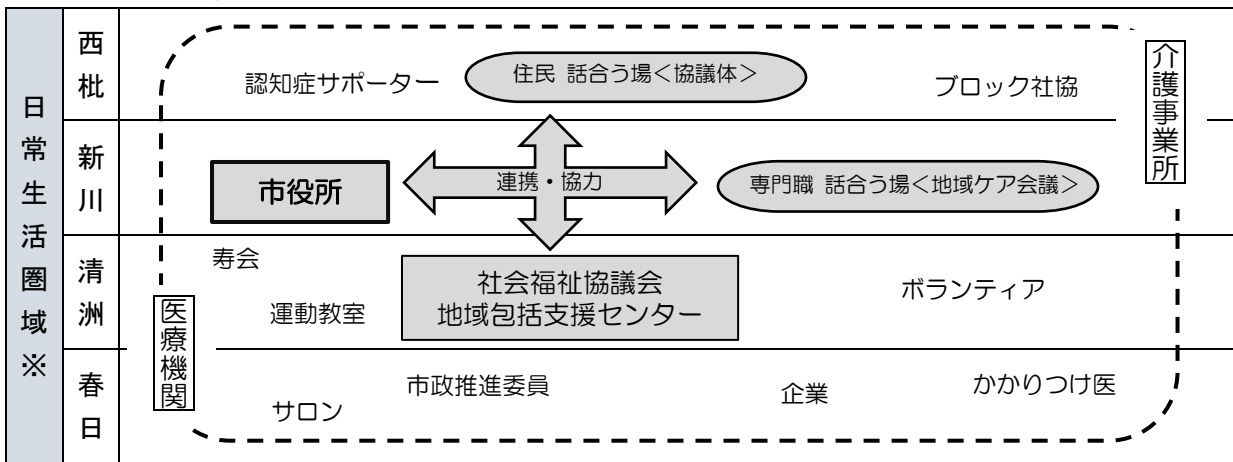 日常生活圏域※
西枇
認知症サポーター
住民 話合う場<協議体>
ブロック社協
介護事業所
新川
市役所
連携・協力
専門職 話合う場<地域ケア会議>
清洲
寿会
運動教室
社会福祉協議会
地域包括支援センター
ボランティア
医療機関
春日
サロン
市政推進委員
企業
かかりつけ医